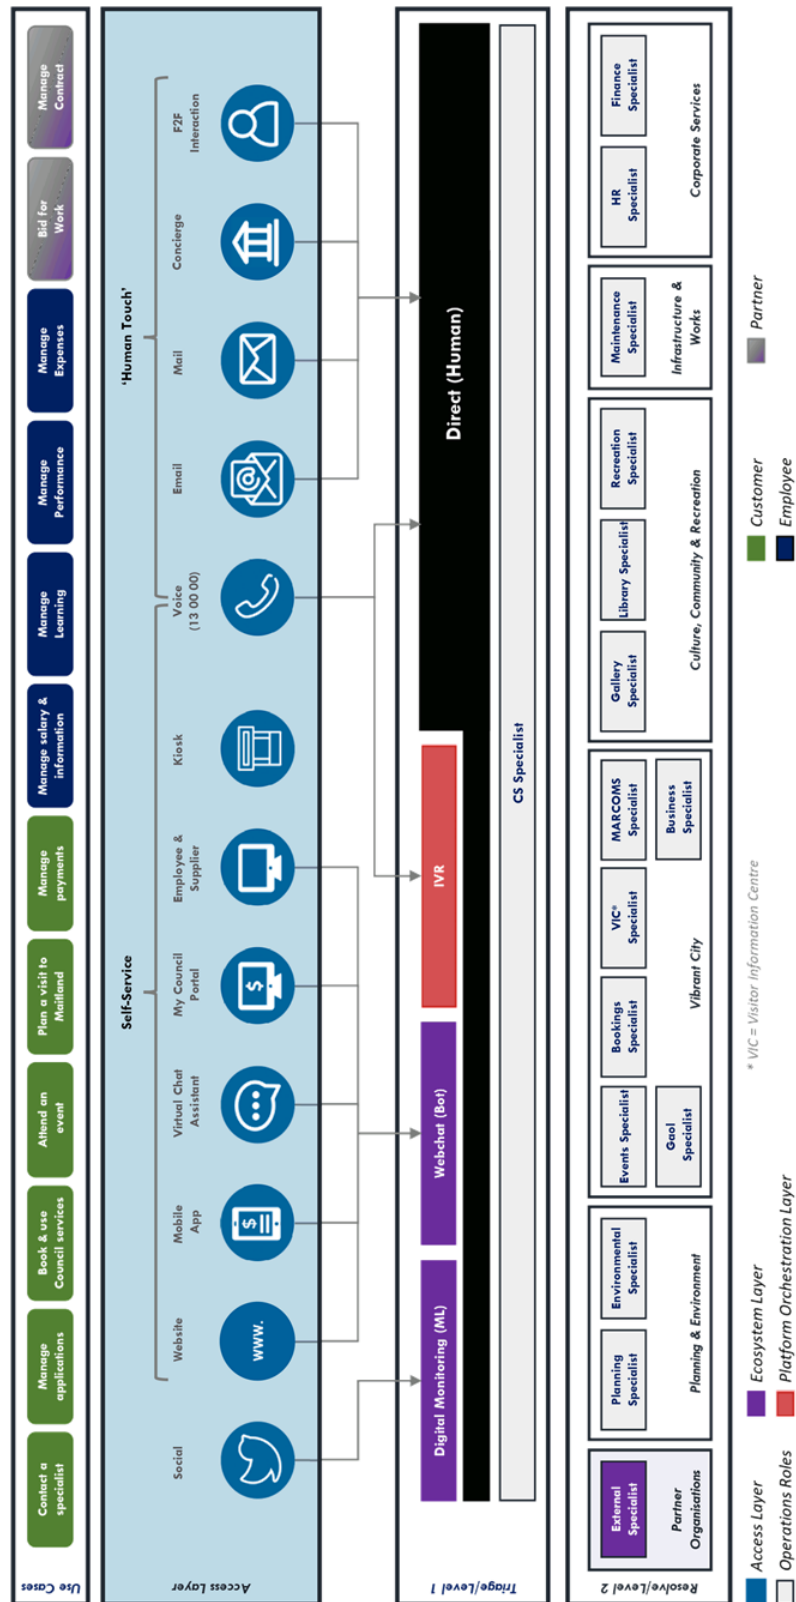 Use Cases
Contact a
specialist
Manage
applications
Book & use
Council services
Attend an
event
Plan a visit to
Maitland
Manage
payments
Manage salary &
information
Manage
Learning
Manage
Performance
Manage
Expenses
Bid for
Work
Manage
Contract
Access Layer
Self-Service
'Human Touch'
Social
Website
Mobile
App
Virtual Chat
Assistant
My Council
Portal
Employee &
Supplier
Kiosk
Voice
(13 00 00)
Email
Mail
Concierge
F2F
Interaction
www.
$
$
@
Triage/Level 1
Digital Monitoring (ML)
Webchat (Bot)
IVR
Direct (Human)
CS Specialist
Resolve/Level 2
External
Specialist
Partner
Organisations
Planning
Specialist
Environmental
Specialist
Planning & Environment
Events Specialist
Bookings
Specialist
VIC*
Specialist
MARCOMS
Specialist
Gaol
Specialist
Business
Specialist
Vibrant City
Gallery
Specialist
Library Specialist
Recreation
Specialist
Culture, Community & Recreation
Maintenance
Specialist
Infrastructure &
Works
HR
Specialist
Finance
Specialist
Corporate Services
Access Layer
Ecosystem Layer
* VIC = Visitor Information Centre
Customer
Partner
Operations Roles
Platform Orchestration Layer
Employee